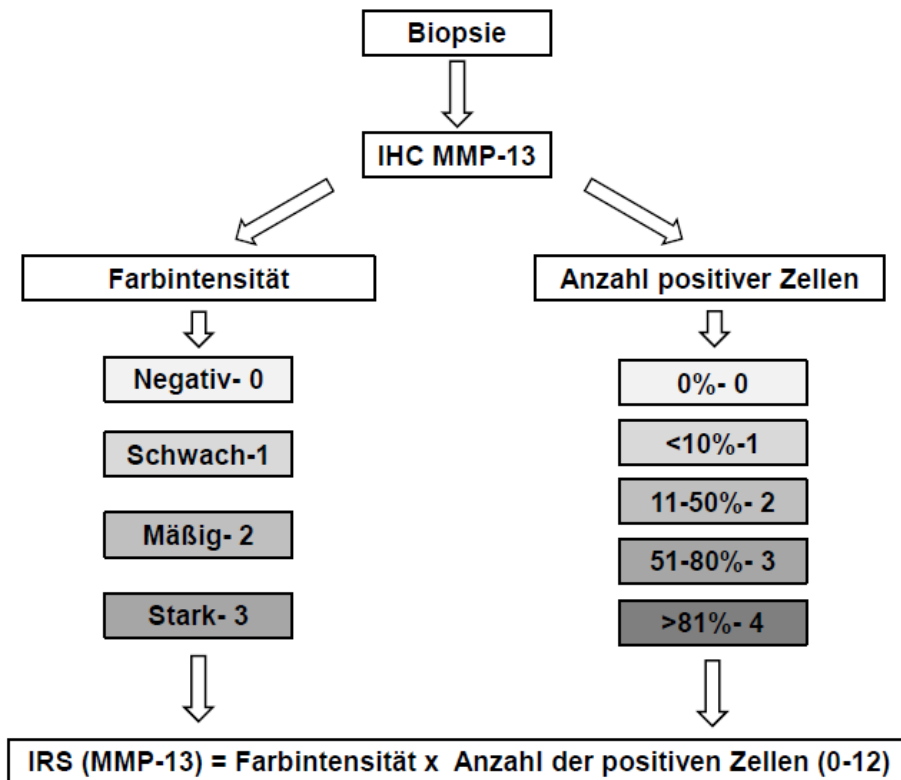 Biopsie
IHC MMP-13
Farbintensität
Anzahl positiver Zellen
Negativ- 0
Schwach-1
Mäßig- 2
Stark- 3
0%- 0
<10%-1
11-50%- 2
51-80%- 3
>81%- 4
IRS (MMP-13) = Farbintensität x Anzahl der positiven Zellen (0-12)